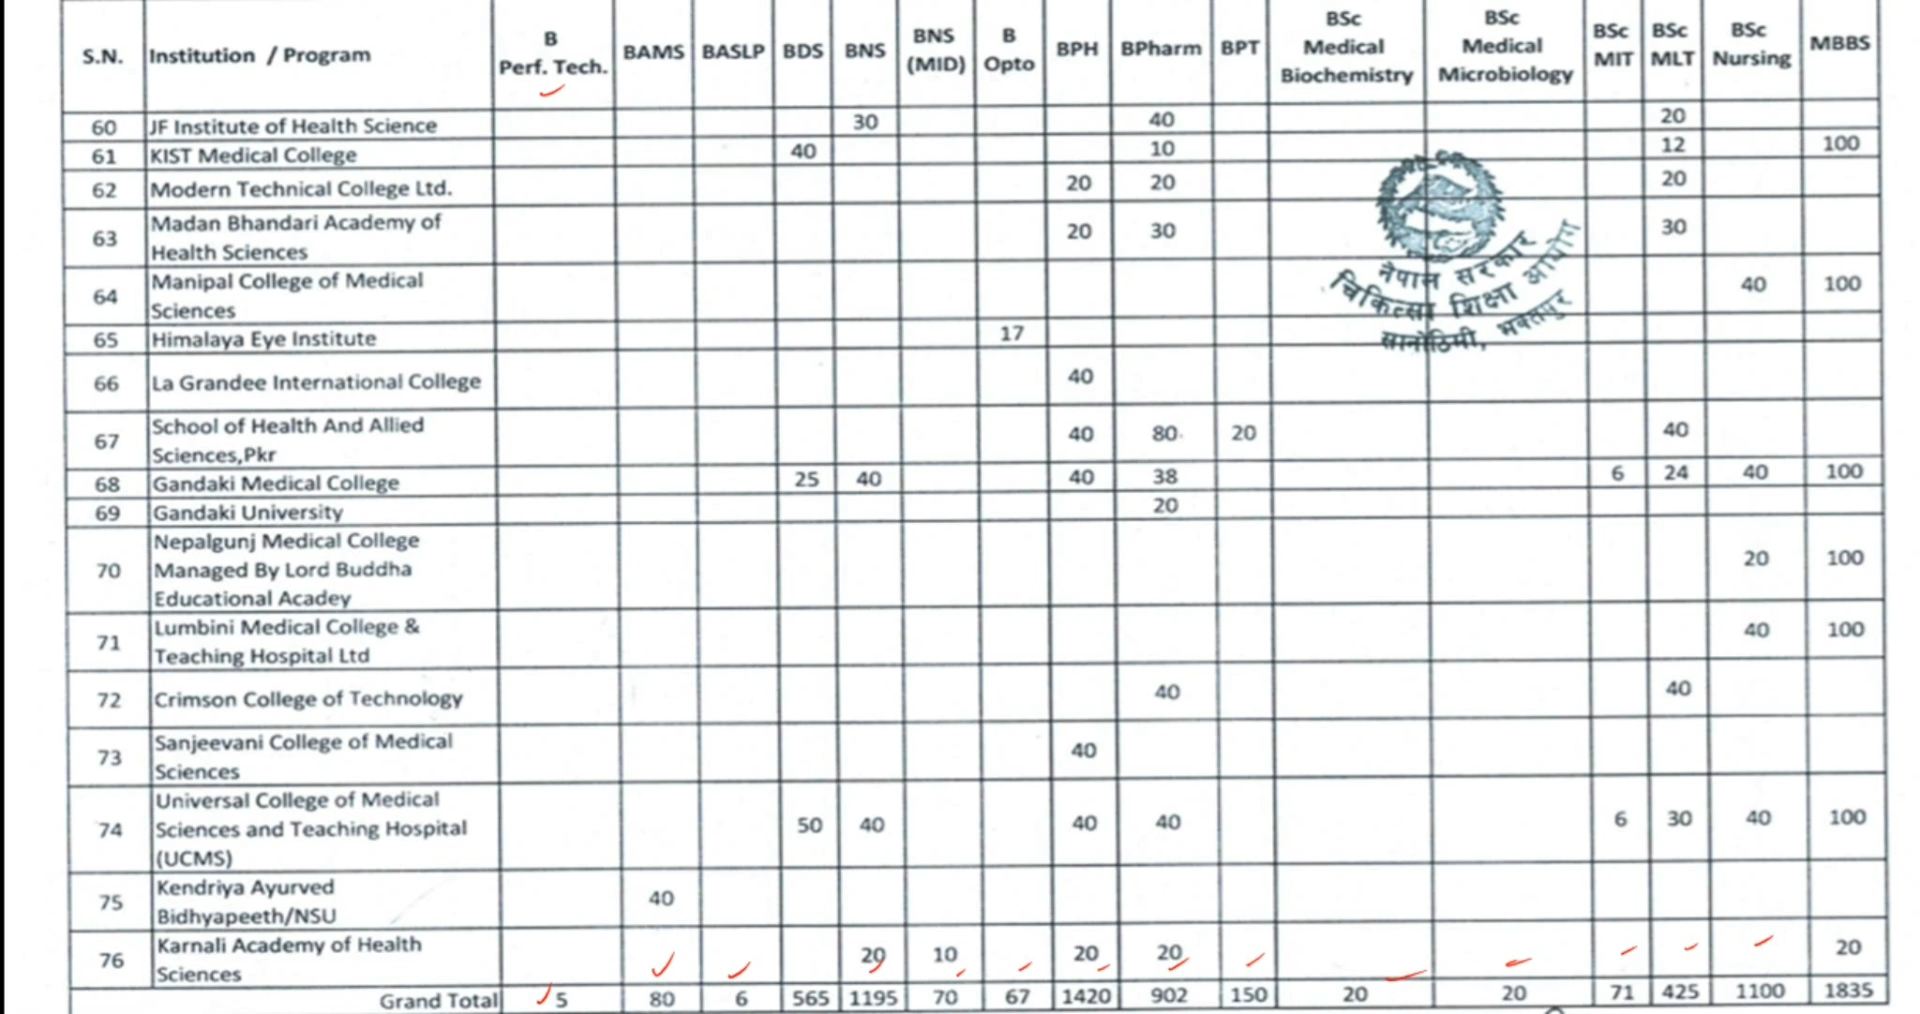 S.N. Institution / Program B Perf. Tech. BAMS BASLP BDS BNS BNS (MID) B Opto BPH BPharm BPT BSc Medical Biochemistry BSc Medical Microbiology BSc MIT BSc MLT BSc Nursing MBBS
60 JF Institute of Health Science 30 40 20
61 KIST Medical College 40 10 12 100
62 Modern Technical College Ltd. 20 20 20
63 Madan Bhandari Academy of Health Sciences 20 30 30
64 Manipal College of Medical Sciences 40 100
65 Himalaya Eye Institute 17
66 La Grandee International College 40
67 School of Health And Allied Sciences,Pkr 40 80 20 40
68 Gandaki Medical College 25 40 40 38 6 24 40 100
69 Gandaki University 20
70 Nepalgunj Medical College Managed By Lord Buddha Educational Acadey 20 100
71 Lumbini Medical College & Teaching Hospital Ltd 40 100
72 Crimson College of Technology 40 40
73 Sanjeevani College of Medical Sciences 40
74 Universal College of Medical Sciences and Teaching Hospital (UCMS) 50 40 40 40 6 30 40 100
75 Kendriya Ayurved Bidhyapeeth/NSU 40
76 Karnali Academy of Health Sciences 20 10 20 20 20
Grand Total 5 80 6 565 1195 70 67 1420 902 150 20 20 71 425 1100 1835
नेपाल सरकार
चिकित्सा शिक्षा आयोग
सानोठिमी, भक्तपुर